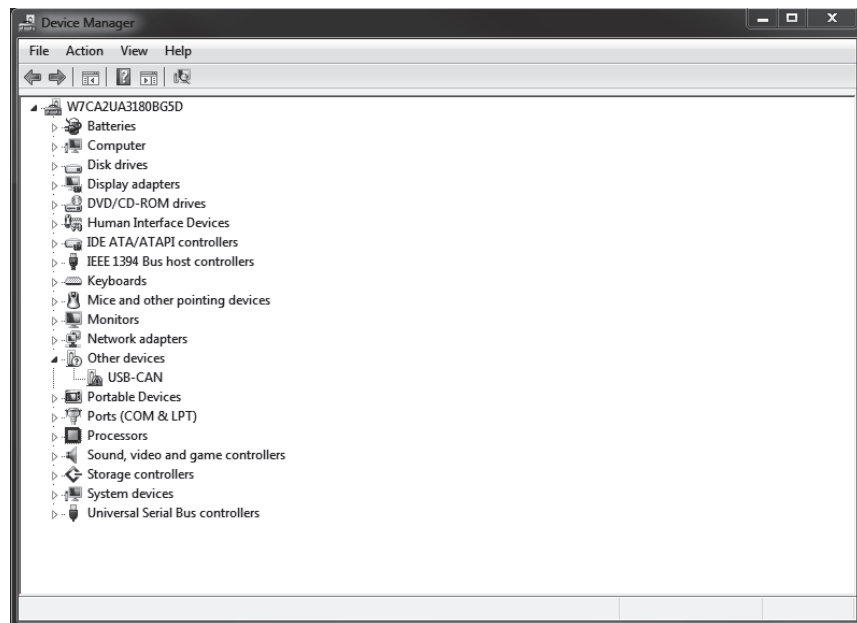 Device Manager
File Action View Help
W7CA2UA3180BG5D
Batteries
Computer
Disk drives
Display adapters
DVD/CD-ROM drives
Human Interface Devices
IDE ATA/ATAPI controllers
IEEE 1394 Bus host controllers
Keyboards
Mice and other pointing devices
Monitors
Network adapters
Other devices
USB-CAN
Portable Devices
Ports (COM & LPT)
Processors
Sound, video and game controllers
Storage controllers
System devices
Universal Serial Bus controllers